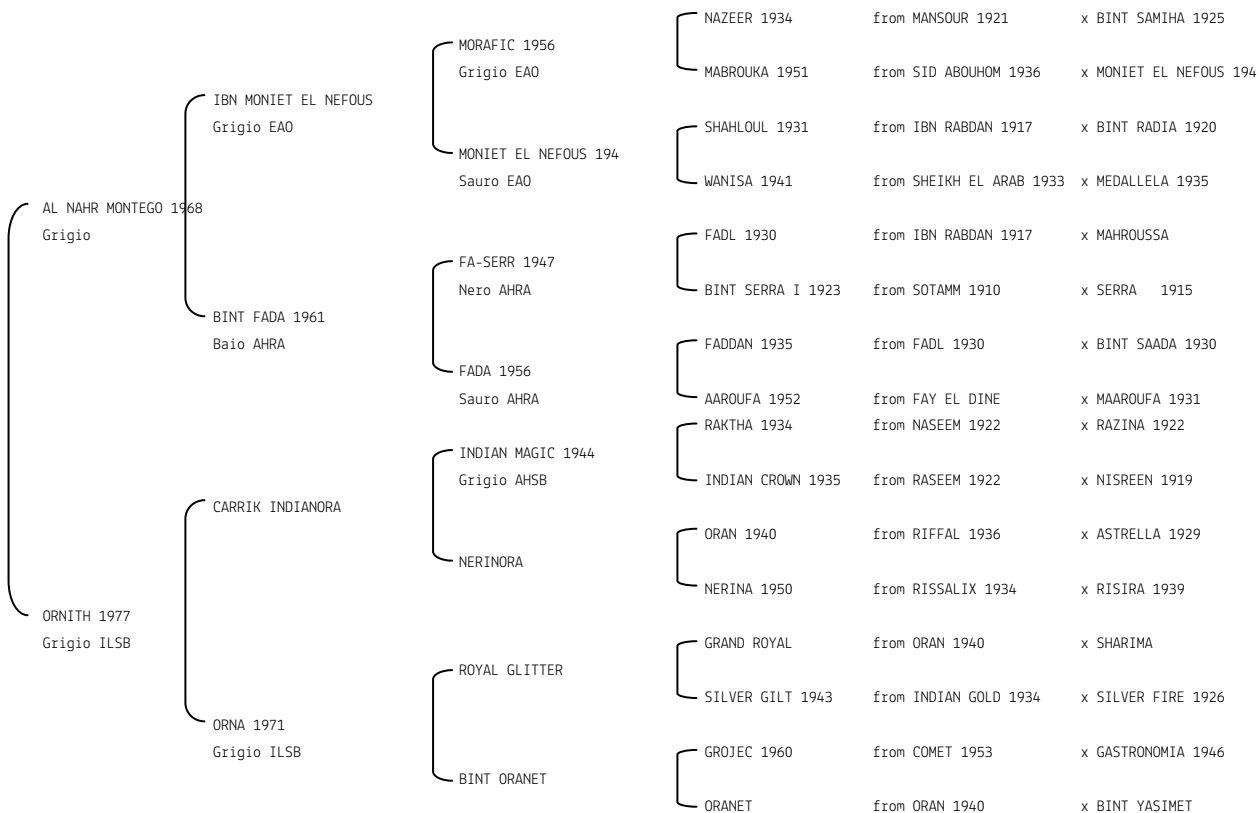 NAZEER 1934 from MANSOUR 1921 x BINT SAMIHA 1925
MORAFIC 1956
Grigio EAO
MABROUKA 1951 from SID ABOUHOM 1936 x MONIET EL NEFOUS 194
IBN MONIET EL NEFOUS
Grigio EAO
SHAHLOUL 1931 from IBN RABDAN 1917 x BINT RADIA 1920
MONIET EL NEFOUS 194
Sauro EAO
WANISA 1941 from SHEIKH EL ARAB 1933 x MEDALLELA 1935
AL NAHR MONTEGO 1968
Grigio
FADL 1930 from IBN RABDAN 1917 x MAHROUSSA
FA-SERR 1947
Nero AHRA
BINT SERRA I 1923 from SOTAMM 1910 x SERRA 1915
BINT FADA 1961
Baio AHRA
FADDAN 1935 from FADL 1930 x BINT SAADA 1930
FADA 1956
Sauro AHRA
AAROUFA 1952 from FAY EL DINE x MAAROUFA 1931
RAKTHA 1934 from NASEEM 1922 x RAZINA 1922
INDIAN MAGIC 1944
Grigio AHSB
INDIAN CROWN 1935 from RASEEM 1922 x NISREEN 1919
CARRIK INDIANORA
ORAN 1940 from RIFFAL 1936 x ASTRELLA 1929
NERINORA
NERINA 1950 from RISSALIX 1934 x RISIRA 1939
ORNITH 1977
Grigio ILSB
GRAND ROYAL from ORAN 1940 x SHARIMA
ROYAL GLITTER
SILVER GILT 1943 from INDIAN GOLD 1934 x SILVER FIRE 1926
ORNA 1971
Grigio ILSB
GROJEC 1960 from COMET 1953 x GASTRONOMIA 1946
BINT ORANET
ORANET from ORAN 1940 x BINT YASIMET